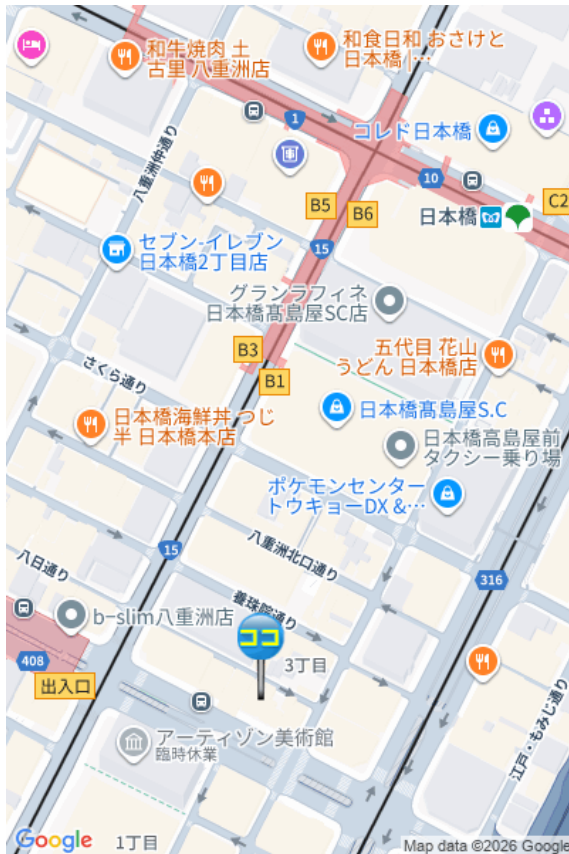 和牛焼肉 土
古里 八重洲店
和食日和 おさけと
日本橋 |…
1
コレド日本橋
八重洲仲通り
10
B5
B6
C2
日本橋
15
セブン-イレブン
日本橋2丁目店
グランラフィネ
日本橋髙島屋SC店
B3
B1
五代目 花山
うどん 日本橋店
さくら通り
日本橋海鮮丼 つじ
半 日本橋本店
日本橋髙島屋S.C
日本橋高島屋前
タクシー乗り場
ポケモンセンター
トウキョーDX &…
15
八重洲北口通り
八日通り
316
養珠院通り
b-slim八重洲店
ココ
3丁目
408
出入口
江戸・もみじ通り
アーティゾン美術館
臨時休業
Google
1丁目
Map data ©2026 Google